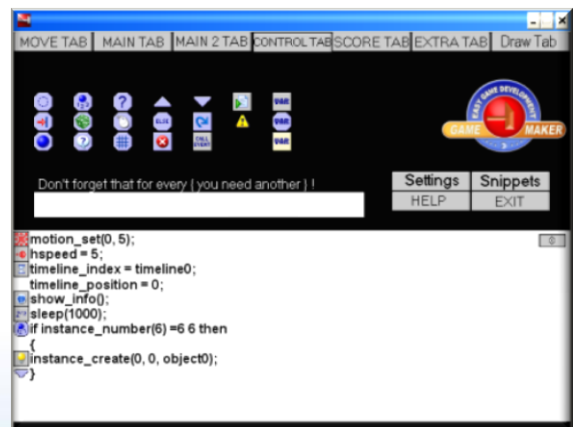 MOVE TAB MAIN TAB MAIN 2 TAB CONTROL TAB SCORE TAB EXTRA TAB Draw Tab
VAR
ELSE VAR
CALL EVENT VAR
EASY GAME DEVELOPMENT
GAME MAKER
Don't forget that for every { you need another } !
Settings Snippets
HELP EXIT
motion_set(0, 5);
hspeed = 5;
timeline_index = timeline0;
timeline_position = 0;
show_info();
sleep(1000);
if instance_number(6) =6 6 then
{
instance_create(0, 0, object0);
}